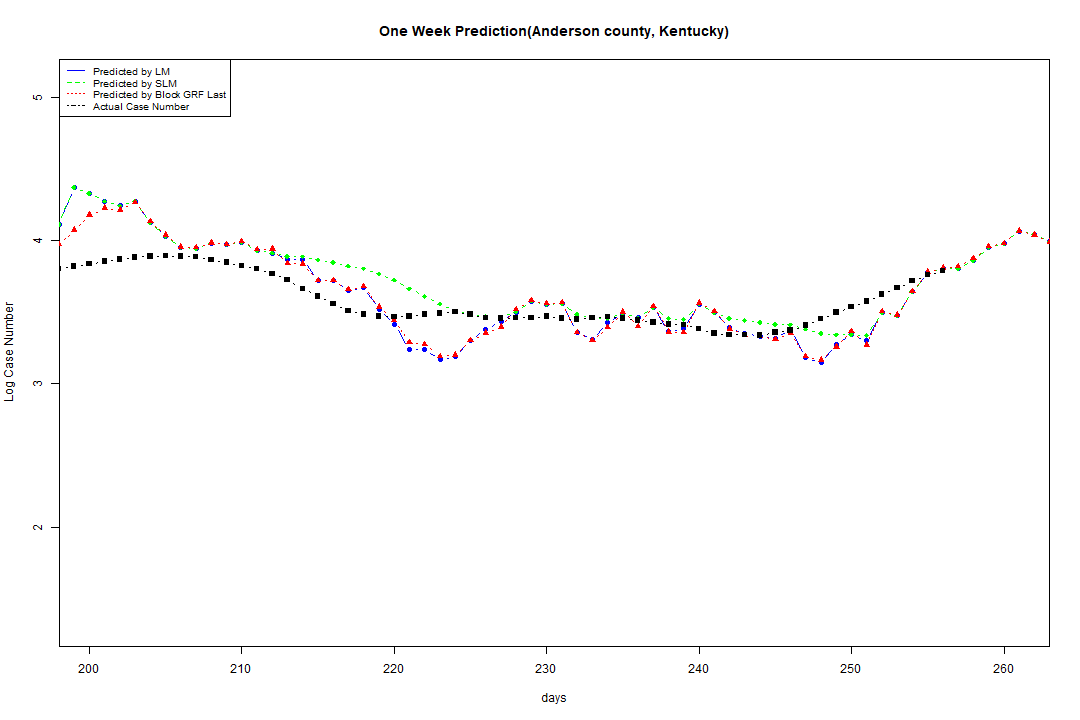 One Week Prediction(Anderson county, Kentucky)
Predicted by LM
Predicted by SLM
Predicted by Block GRF Last
Actual Case Number
5
4
3
2
Log Case Number
200 210 220 230 240 250 260
days